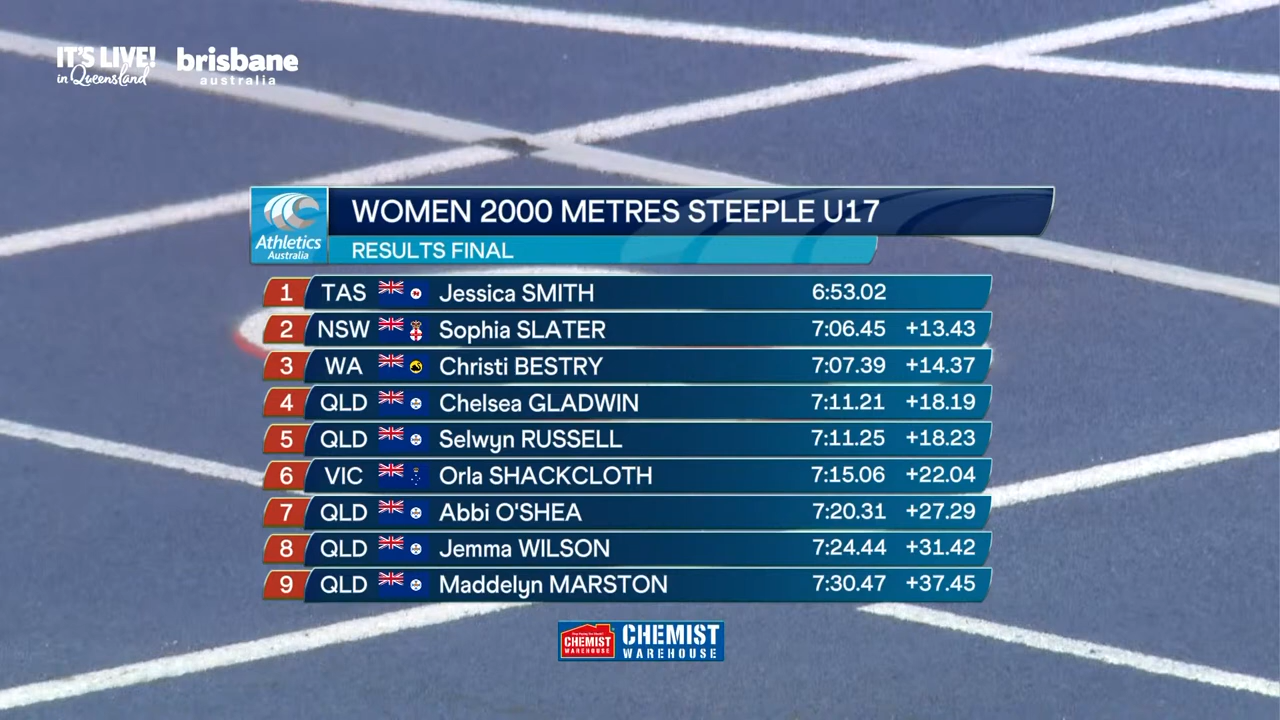 IT'S LIVE!
in Queensland
brisbane
australia
WOMEN 2000 METRES STEEPLE U17
Athletics
Australia
RESULTS FINAL
1 TAS Jessica SMITH 6:53.02
2 NSW Sophia SLATER 7:06.45 +13.43
3 WA Christi BESTRY 7:07.39 +14.37
4 QLD Chelsea GLADWIN 7:11.21 +18.19
5 QLD Selwyn RUSSELL 7:11.25 +18.23
6 VIC Orla SHACKCLOTH 7:15.06 +22.04
7 QLD Abbi O'SHEA 7:20.31 +27.29
8 QLD Jemma WILSON 7:24.44 +31.42
9 QLD Maddelyn MARSTON 7:30.47 +37.45
CHEMIST
WAREHOUSE
CHEMIST
WAREHOUSE